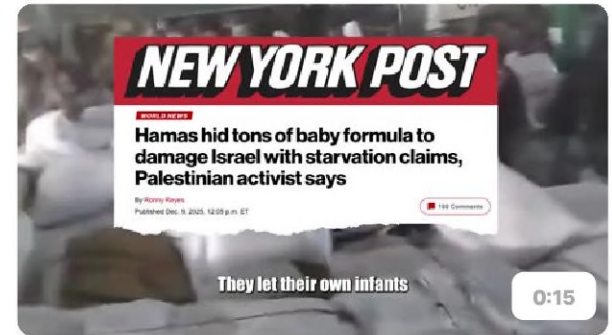 NEW YORK POST
WORLD NEWS
Hamas hid tons of baby formula to
damage Israel with starvation claims,
Palestinian activist says
By Ronny Reyes
Published Dec. 9, 2025, 12:05 p.m. ET
Comments
They let their own infants
0:15